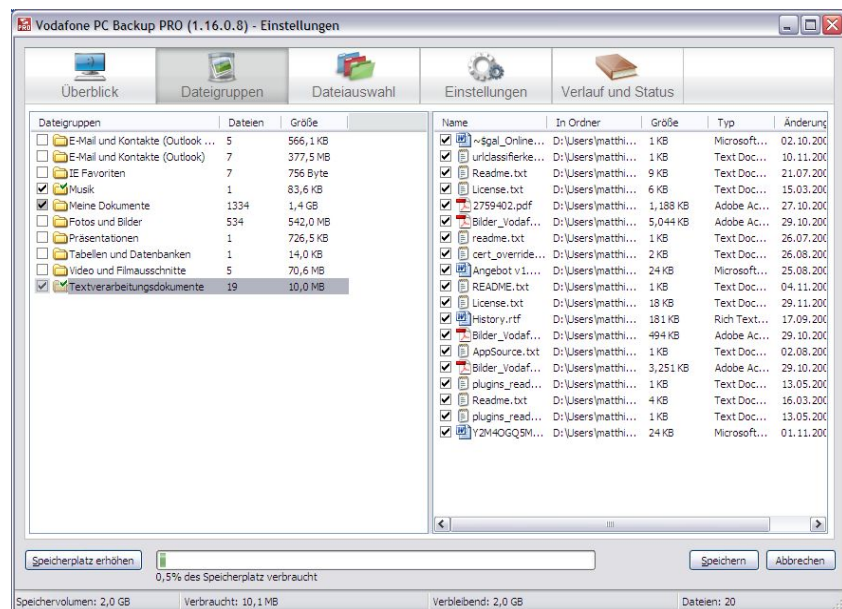 Vodafone PC Backup PRO (1.16.0.8) - Einstellungen
Überblick Dateigruppen Dateiauswahl Einstellungen Verlauf und Status
Dateigruppen Dateien Größe
E-Mail und Kontakte (Outlook ... 5 566,1 KB
E-Mail und Kontakte (Outlook) 7 377,5 MB
IE Favoriten 7 756 Byte
Musik 1 83,6 KB
Meine Dokumente 1334 1,4 GB
Fotos und Bilder 534 542,0 MB
Präsentationen 1 726,5 KB
Tabellen und Datenbanken 1 14,0 KB
Video und Filmausschnitte 5 70,6 MB
Textverarbeitungsdokumente 19 10,0 MB
Name In Ordner Größe Typ Änderung
~$gal_Online... D:\Users\matthi... 1 KB Microsoft... 02.10.200
urlclassifierke... D:\Users\matthi... 1 KB Text Doc... 10.11.200
Readme.txt D:\Users\matthi... 9 KB Text Doc... 21.07.200
License.txt D:\Users\matthi... 6 KB Text Doc... 15.03.200
2759402.pdf D:\Users\matthi... 1,188 KB Adobe Ac... 27.10.200
Bilder_Vodaf... D:\Users\matthi... 5,044 KB Adobe Ac... 29.10.200
readme.txt D:\Users\matthi... 1 KB Text Doc... 26.07.200
cert_override... D:\Users\matthi... 2 KB Text Doc... 26.08.200
Angebot v1.... D:\Users\matthi... 24 KB Microsoft... 25.08.200
README.txt D:\Users\matthi... 1 KB Text Doc... 04.11.200
License.txt D:\Users\matthi... 18 KB Text Doc... 29.11.200
History.rtf D:\Users\matthi... 181 KB Rich Text... 17.09.200
Bilder_Vodaf... D:\Users\matthi... 494 KB Adobe Ac... 29.10.200
AppSource.txt D:\Users\matthi... 1 KB Text Doc... 02.08.200
Bilder_Vodaf... D:\Users\matthi... 3,251 KB Adobe Ac... 29.10.200
plugins_read... D:\Users\matthi... 1 KB Text Doc... 13.05.200
Readme.txt D:\Users\matthi... 4 KB Text Doc... 16.03.200
plugins_read... D:\Users\matthi... 1 KB Text Doc... 13.05.200
Y2M4OGQ5M... D:\Users\matthi... 24 KB Microsoft... 01.11.200
Speicherplatz erhöhen
0,5% des Speicherplatz verbraucht
Speichern Abbrechen
Speichervolumen: 2,0 GB Verbraucht: 10,1 MB Verbleibend: 2,0 GB Dateien: 20